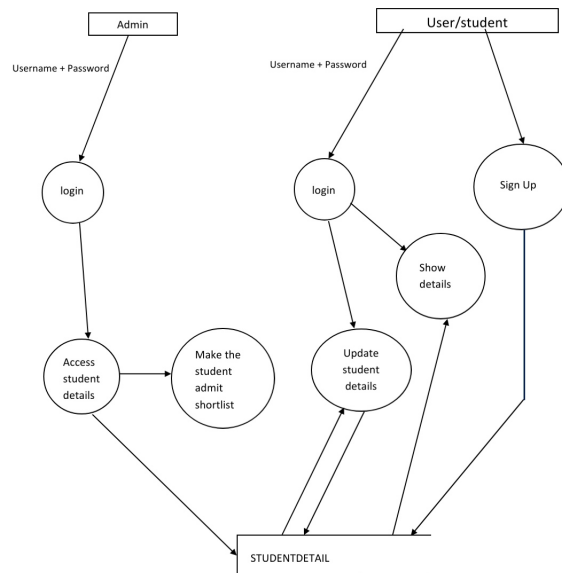 Admin
User/student
Username + Password
Username + Password
login
login
Sign Up
Show
details
Access
student
details
Make the
student
admit
shortlist
Update
student
details
STUDENTDETAIL